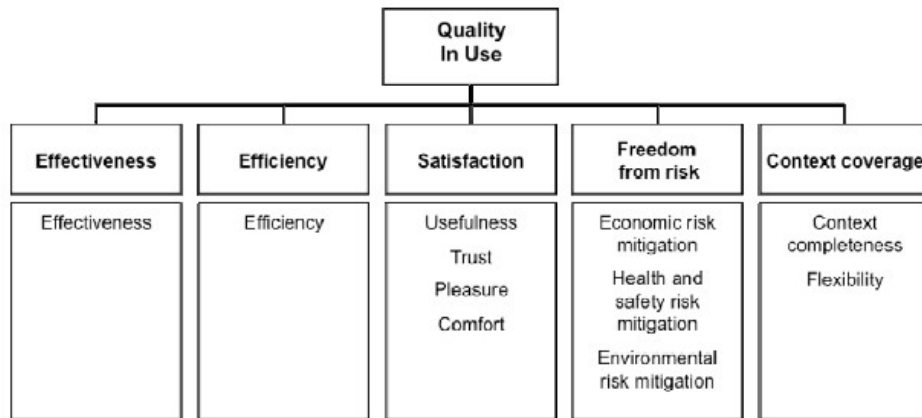 Quality
In Use
Effectiveness
Efficiency
Satisfaction
Freedom
from risk
Context coverage
Effectiveness
Efficiency
Usefulness
Trust
Pleasure
Comfort
Economic risk
mitigation
Health and
safety risk
mitigation
Environmental
risk mitigation
Context
completeness
Flexibility